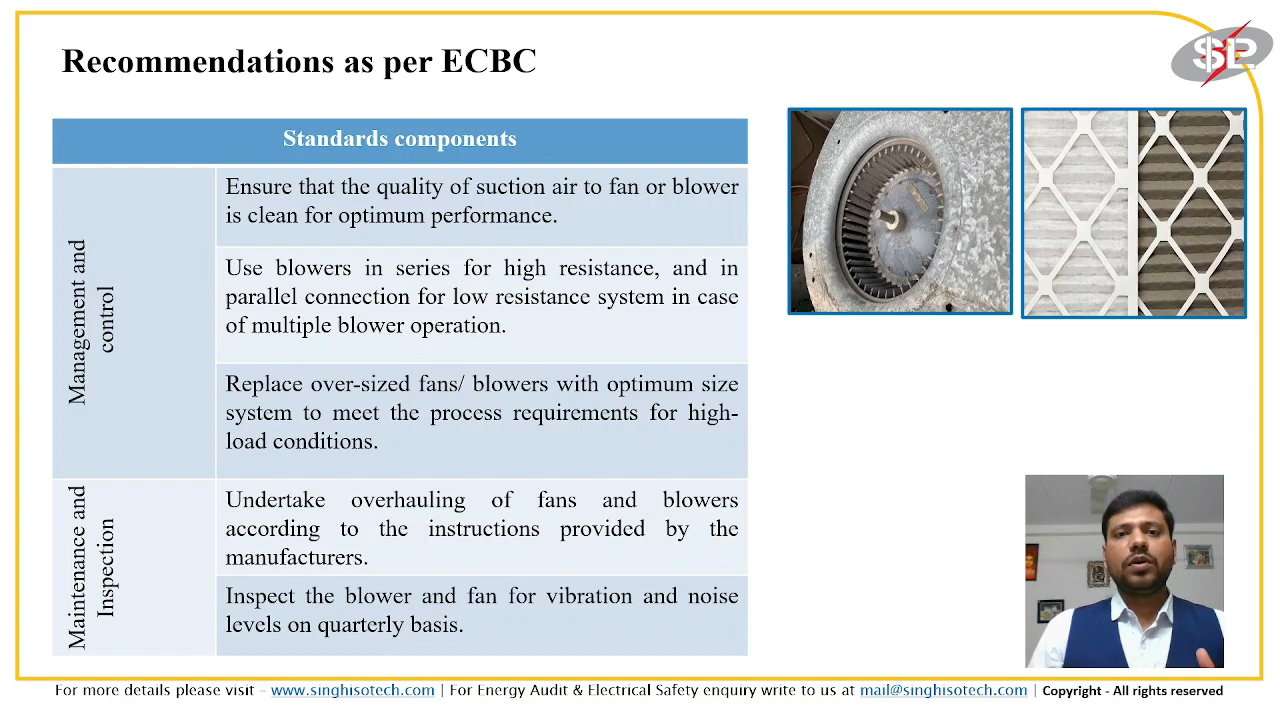 Recommendations as per ECBC
SLP
Standards components
Management and
control
Ensure that the quality of suction air to fan or blower
is clean for optimum performance.
Use blowers in series for high resistance, and in
parallel connection for low resistance system in case
of multiple blower operation.
Replace over-sized fans/ blowers with optimum size
system to meet the process requirements for high-
load conditions.
Maintenance and
Inspection
Undertake overhauling of fans and blowers
according to the instructions provided by the
manufacturers.
Inspect the blower and fan for vibration and noise
levels on quarterly basis.
For more details please visit – www.singhisotech.com | For Energy Audit & Electrical Safety enquiry write to us at mail@singhisotech.com | Copyright - All rights reserved